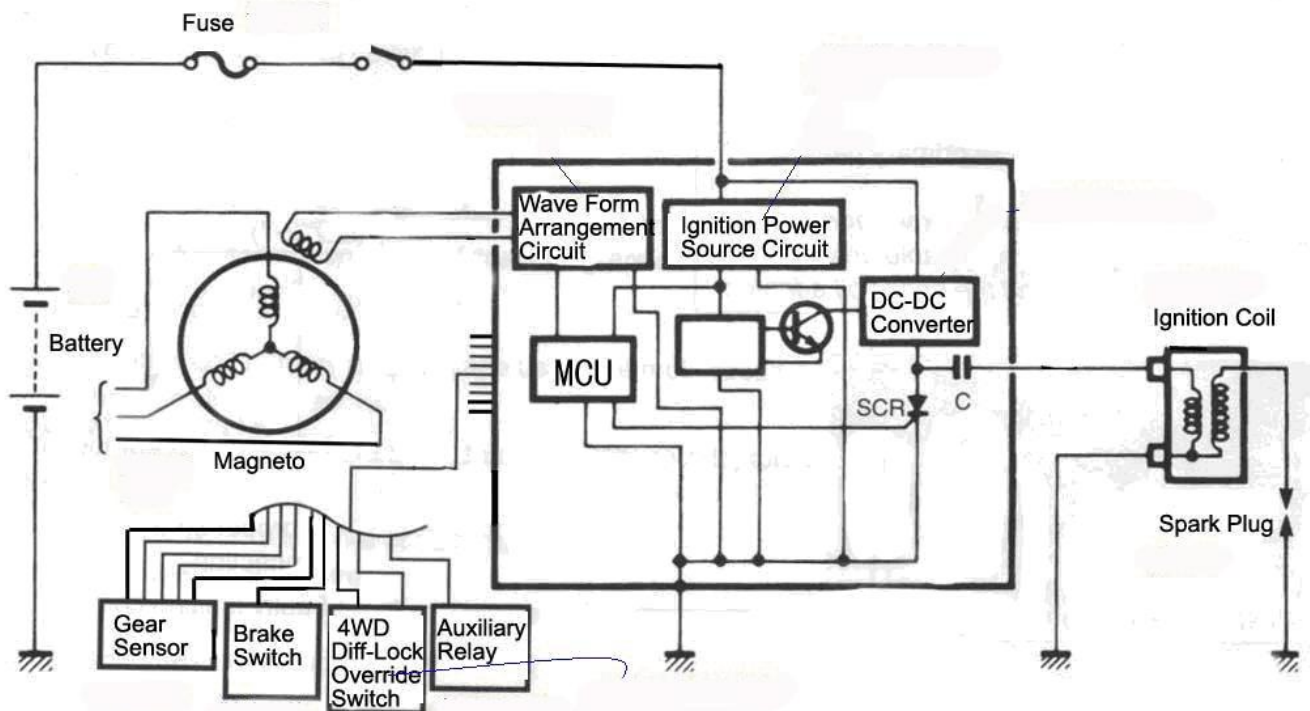 Fuse
Wave Form
Arrangement
Circuit
Ignition Power
Source Circuit
DC-DC
Converter
Ignition Coil
Battery
MCU
SCR
C
Magneto
Spark Plug
Gear
Sensor
Brake
Switch
4WD
Diff-Lock
Override
Switch
Auxiliary
Relay